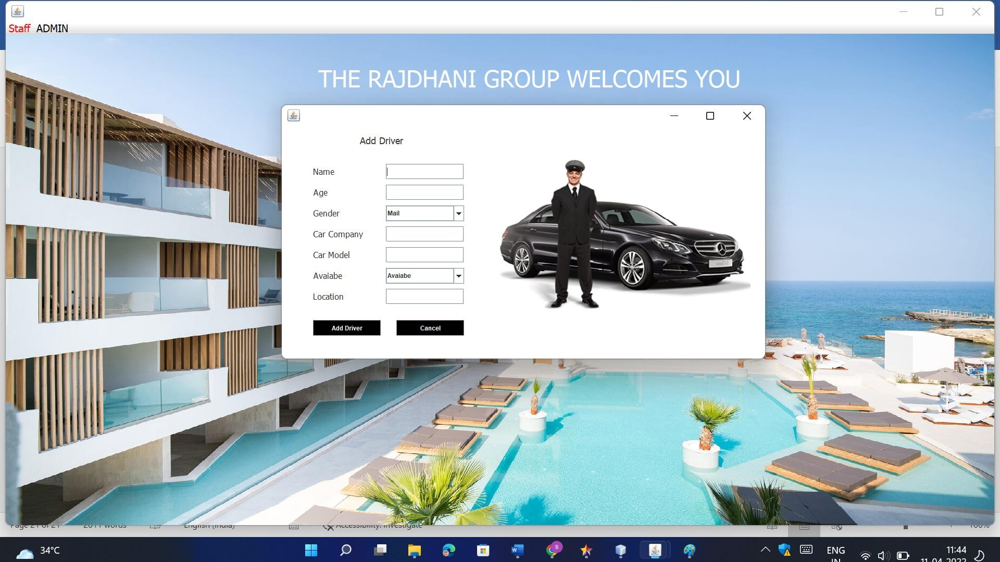 Staff ADMIN
THE RAJDHANI GROUP WELCOMES YOU
Add Driver
Name
Age
Gender Mail
Car Company
Car Model
Avaiabe Avaiabe
Location
Add Driver Cancel
Page 21 of 21 2011 words English (India) Accessibility: Investigate 100%
34°C
ENG
IN
11:44
11-04-2022